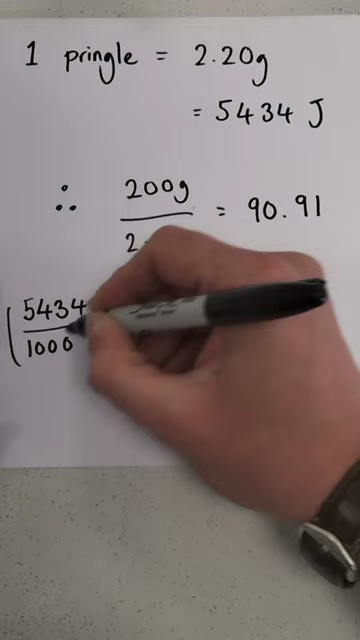 1 pringle = 2.20g
= 5434 J
∴ 200g / 2. = 90.91
(5434 / 1000